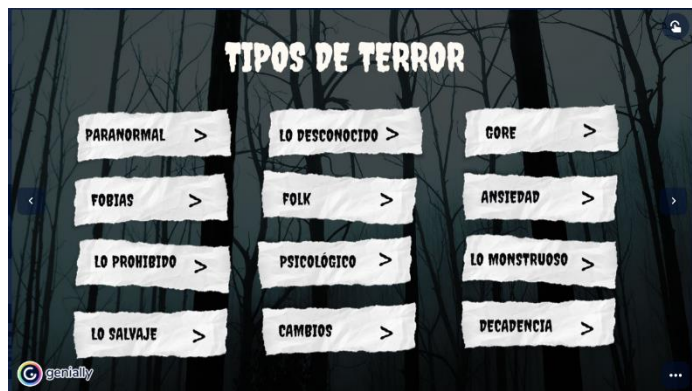 TIPOS DE TERROR
PARANORMAL >
LO DESCONOCIDO >
GORE >
FOBIAS >
FOLK >
ANSIEDAD >
LO PROHIBIDO >
PSICOLÓGICO >
LO MONSTRUOSO >
LO SALVAJE >
CAMBIOS >
DECADENCIA >
genially